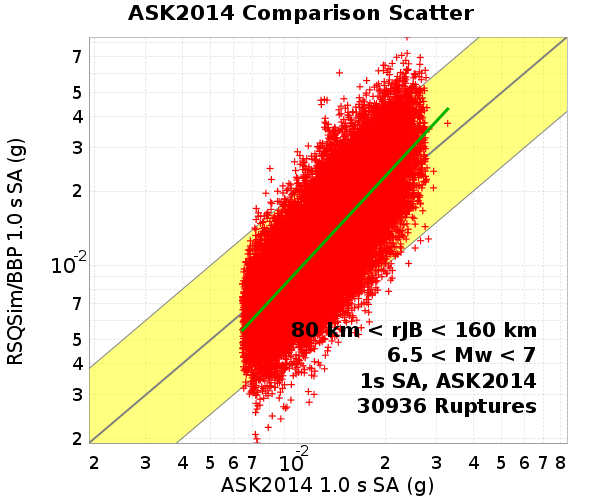 ASK2014 Comparison Scatter
RSQSim/BBP 1.0 s SA (g)
7
5
4
3
2
10-2
7
5
4
3
2
80 km < rJB < 160 km
6.5 < Mw < 7
1s SA, ASK2014
30936 Ruptures
2 3 4 5 6 7 10-2 2 3 4 5 6 7 8
ASK2014 1.0 s SA (g)